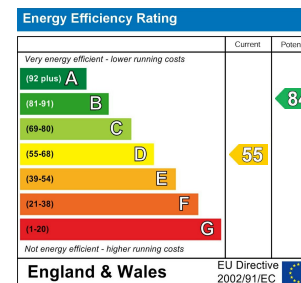 Energy Efficiency Rating
Current
Very energy efficient - lower running costs
(92 plus) A
(81-91) B
84
(69-80) C
(55-68) D
55
(39-54) E
(21-38) F
(1-20) G
Not energy efficient - higher running costs
England & Wales
EU Directive
2002/91/EC